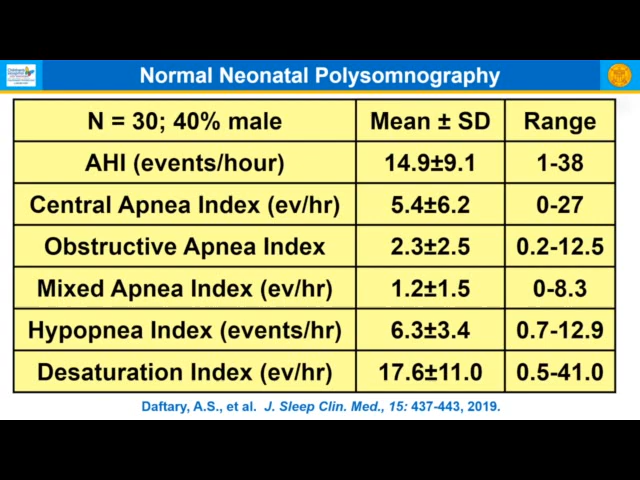 Normal Neonatal Polysomnography
N = 30; 40% male Mean ± SD Range
AHI (events/hour) 14.9±9.1 1-38
Central Apnea Index (ev/hr) 5.4±6.2 0-27
Obstructive Apnea Index 2.3±2.5 0.2-12.5
Mixed Apnea Index (ev/hr) 1.2±1.5 0-8.3
Hypopnea Index (events/hr) 6.3±3.4 0.7-12.9
Desaturation Index (ev/hr) 17.6±11.0 0.5-41.0
Daftary, A.S., et al. J. Sleep Clin. Med., 15: 437-443, 2019.